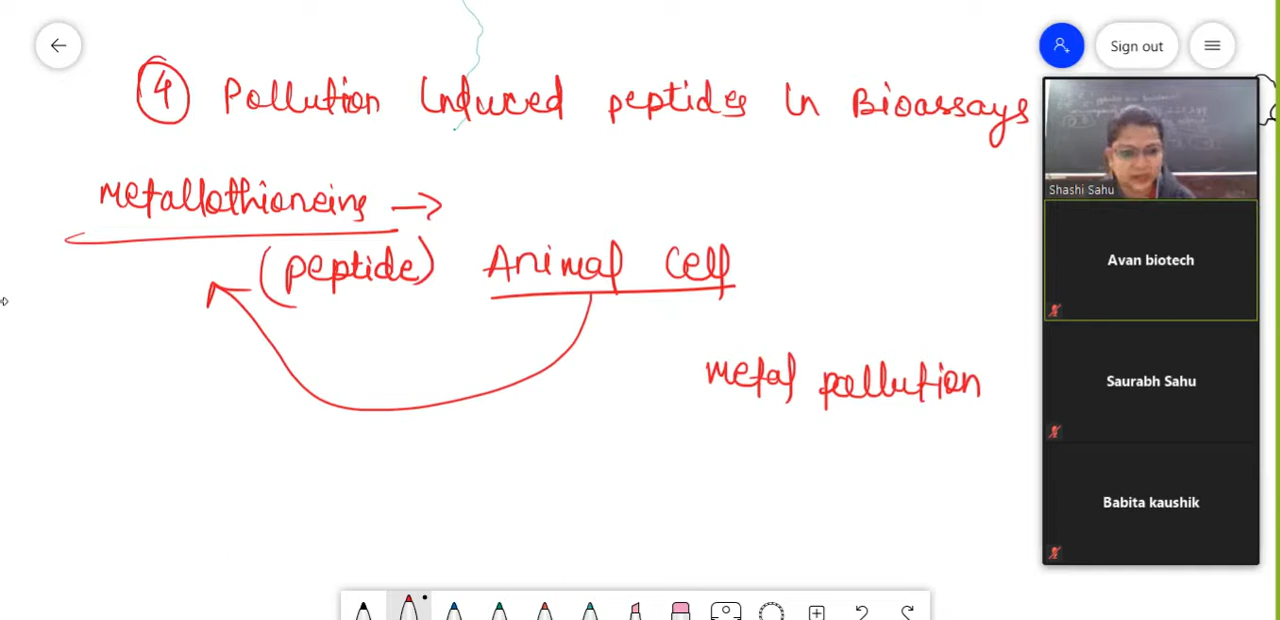 Sign out
④ Pollution Induced peptides in Bioassays
Shashi Sahu
metallothioneins →
(peptide) Animal Cell
Avan biotech
metal pollution
Saurabh Sahu
Babita kaushik